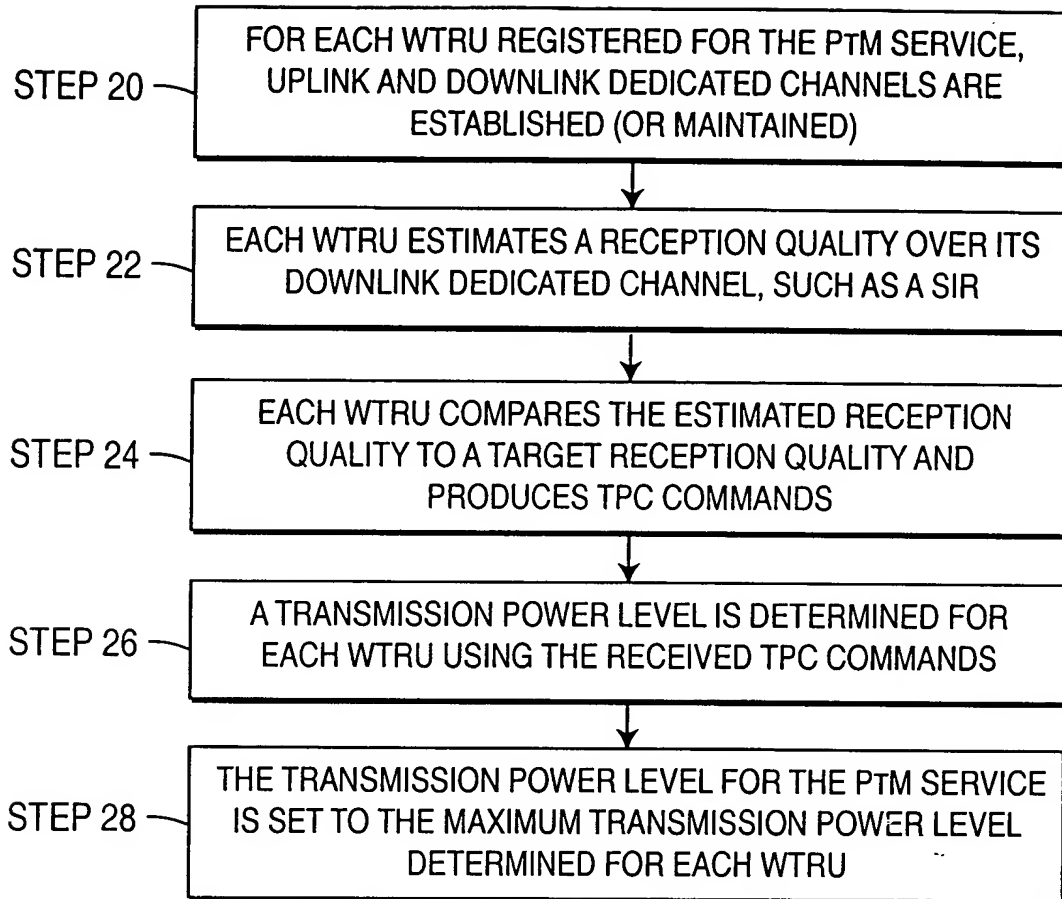 FOR EACH WTRU REGISTERED FOR THE PTM SERVICE,
STEP 20
UPLINK AND DOWNLINK DEDICATED CHANNELS ARE
ESTABLISHED (OR MAINTAINED)
EACH WTRU ESTIMATES A RECEPTION QUALITY OVER ITS
STEP 22
DOWNLINK DEDICATED CHANNEL, SUCH AS A SIR
EACH WTRU COMPARES THE ESTIMATED RECEPTION
STEP 24
QUALITY TO A TARGET RECEPTION QUALITY AND
PRODUCES TPC COMMANDS
A TRANSMISSION POWER LEVEL IS DETERMINED FOR
STEP 26
EACH WTRU USING THE RECEIVED TPC COMMANDS
THE TRANSMISSION POWER LEVEL FOR THE PTM SERVICE
STEP 28
IS SET TO THE MAXIMUM TRANSMISSION POWER LEVEL
DETERMINED FOR EACH WTRU